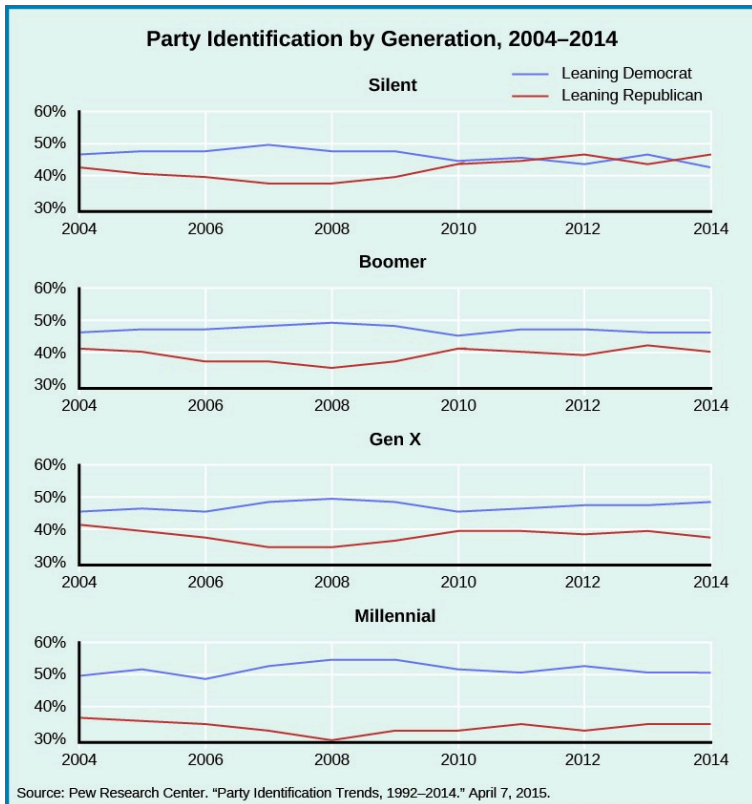 Party Identification by Generation, 2004–2014
Leaning Democrat
Leaning Republican
Silent
60%
50%
40%
30%
2004 2006 2008 2010 2012 2014
Boomer
60%
50%
40%
30%
2004 2006 2008 2010 2012 2014
Gen X
60%
50%
40%
30%
2004 2006 2008 2010 2012 2014
Millennial
60%
50%
40%
30%
2004 2006 2008 2010 2012 2014
Source: Pew Research Center. “Party Identification Trends, 1992–2014.” April 7, 2015.